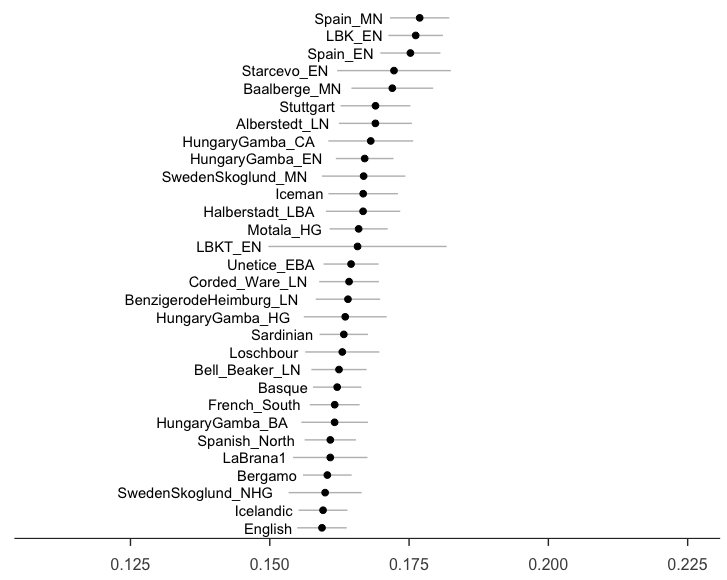 Spain_MN
LBK_EN
Spain_EN
Starcevo_EN
Baalberge_MN
Stuttgart
Alberstedt_LN
HungaryGamba_CA
HungaryGamba_EN
SwedenSkoglund_MN
Iceman
Halberstadt_LBA
Motala_HG
LBKT_EN
Unetice_EBA
Corded_Ware_LN
BenzigerodeHeimburg_LN
HungaryGamba_HG
Sardinian
Loschbour
Bell_Beaker_LN
Basque
French_South
HungaryGamba_BA
Spanish_North
LaBrana1
Bergamo
SwedenSkoglund_NHG
Icelandic
English
0.125 0.150 0.175 0.200 0.225